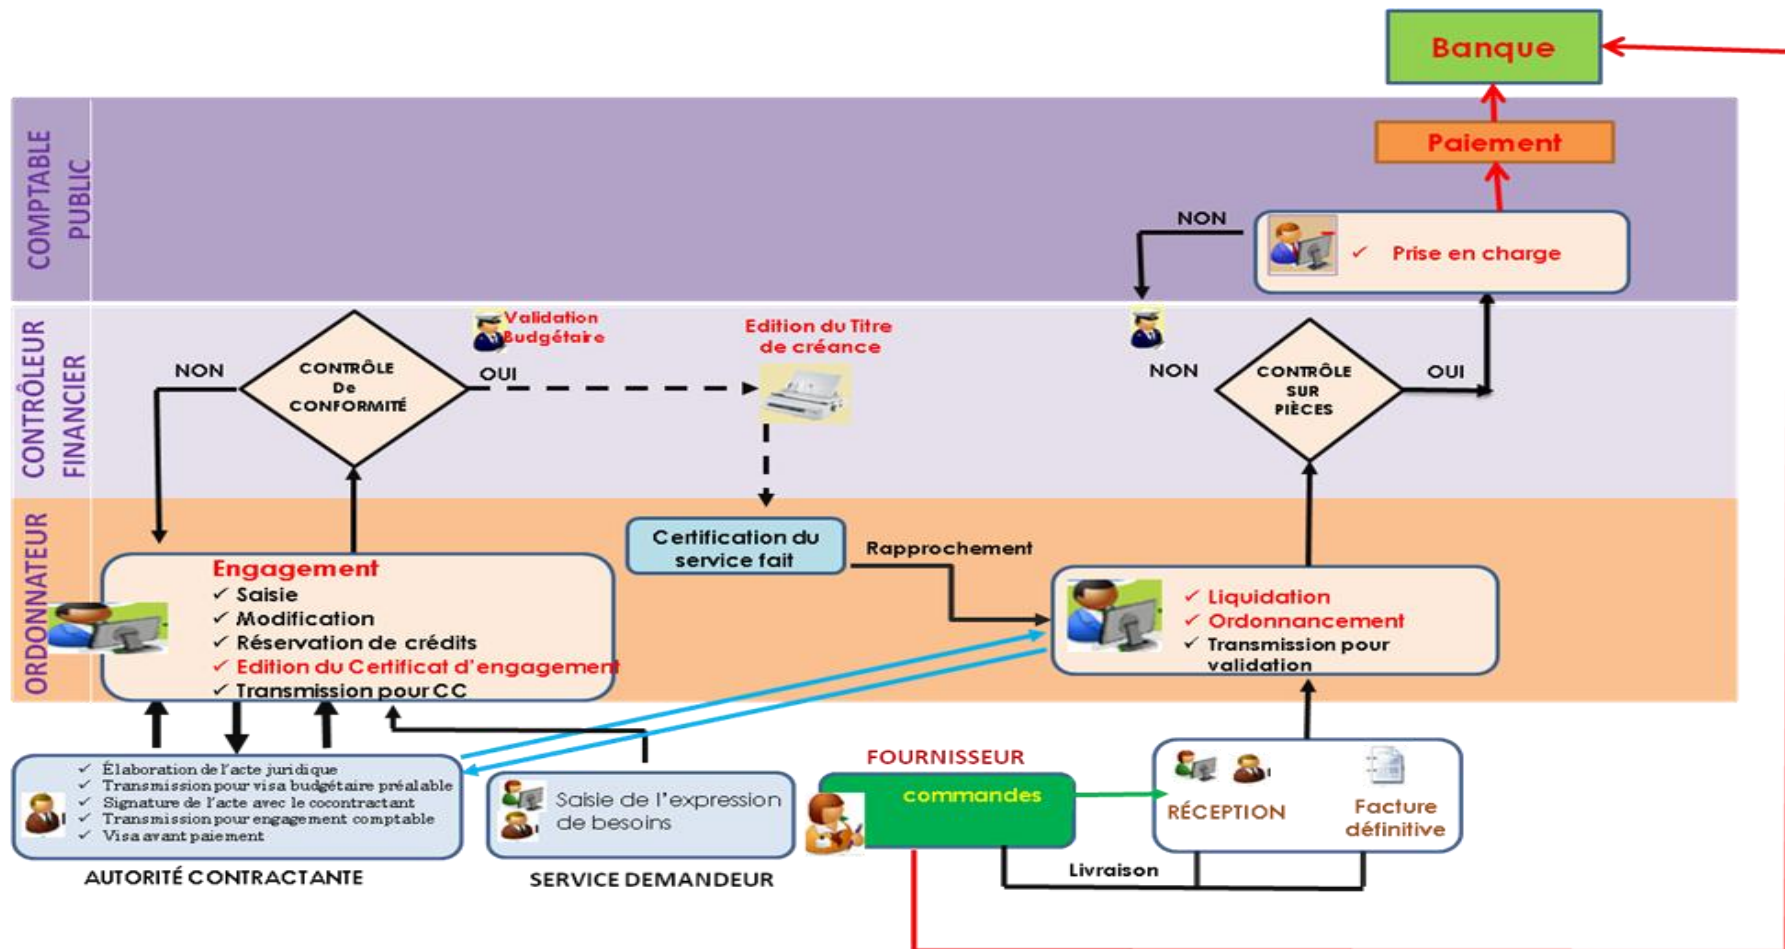 Banque
COMPTABLE
PUBLIC
Paiement
NON
✓ Prise en charge
CONTRÔLEUR
FINANCIER
Validation
Budgétaire
Edition du Titre
de créance
NON
CONTRÔLE
De
CONFORMITÉ
OUI
NON
CONTRÔLE
SUR
PIÈCES
OUI
ORDONNATEUR
Engagement
✓ Saisie
✓ Modification
✓ Réservation de crédits
✓ Edition du Certificat d'engagement
✓ Transmission pour CC
Certification du
service fait
Rapprochement
✓ Liquidation
✓ Ordonnancement
✓ Transmission pour
validation
✓ Élaboration de l'acte juridique
✓ Transmission pour visa budgétaire préalable
✓ Signature de l'acte avec le cocontractant
✓ Transmission pour engagement comptable
✓ Visa avant paiement
AUTORITÉ CONTRACTANTE
Saisie de l'expression
de besoins
SERVICE DEMANDEUR
FOURNISSEUR
commandes
RÉCEPTION
Facture
définitive
Livraison